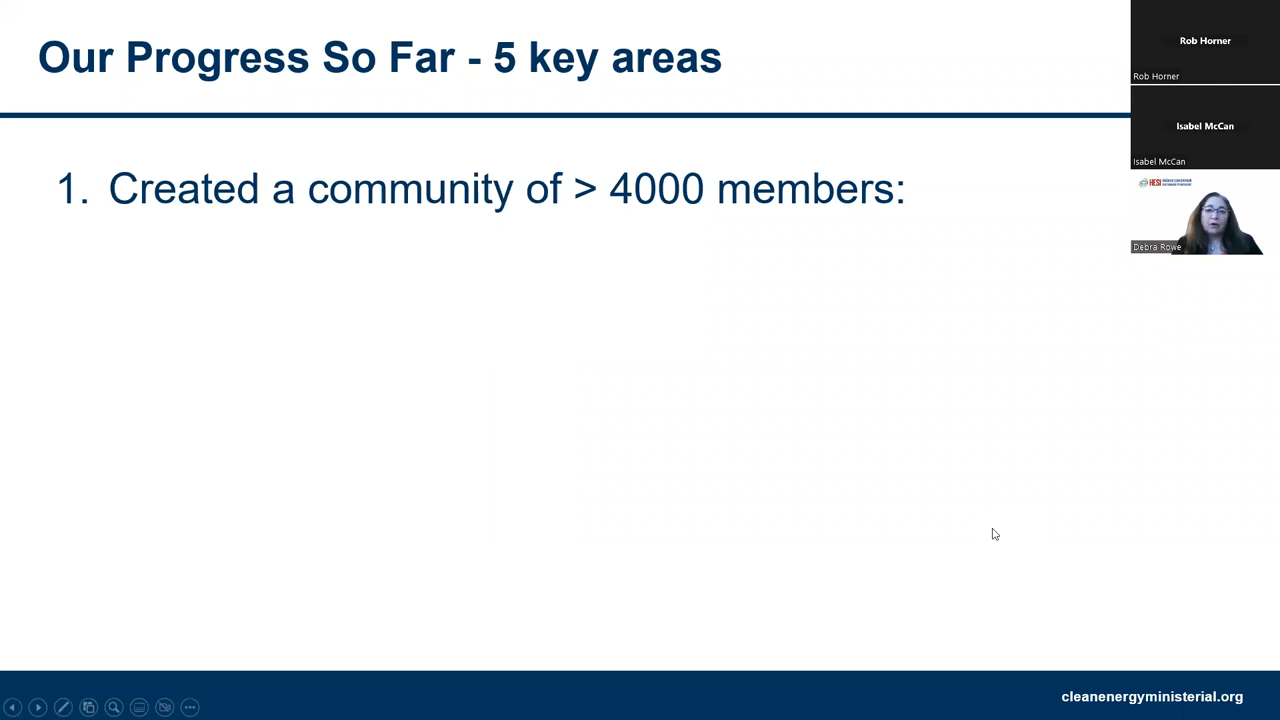 Our Progress So Far - 5 key areas
1. Created a community of > 4000 members:
Rob Horner
Rob Horner
Isabel McCan
Isabel McCan
HESI
Debra Rowe
cleanenergyministerial.org